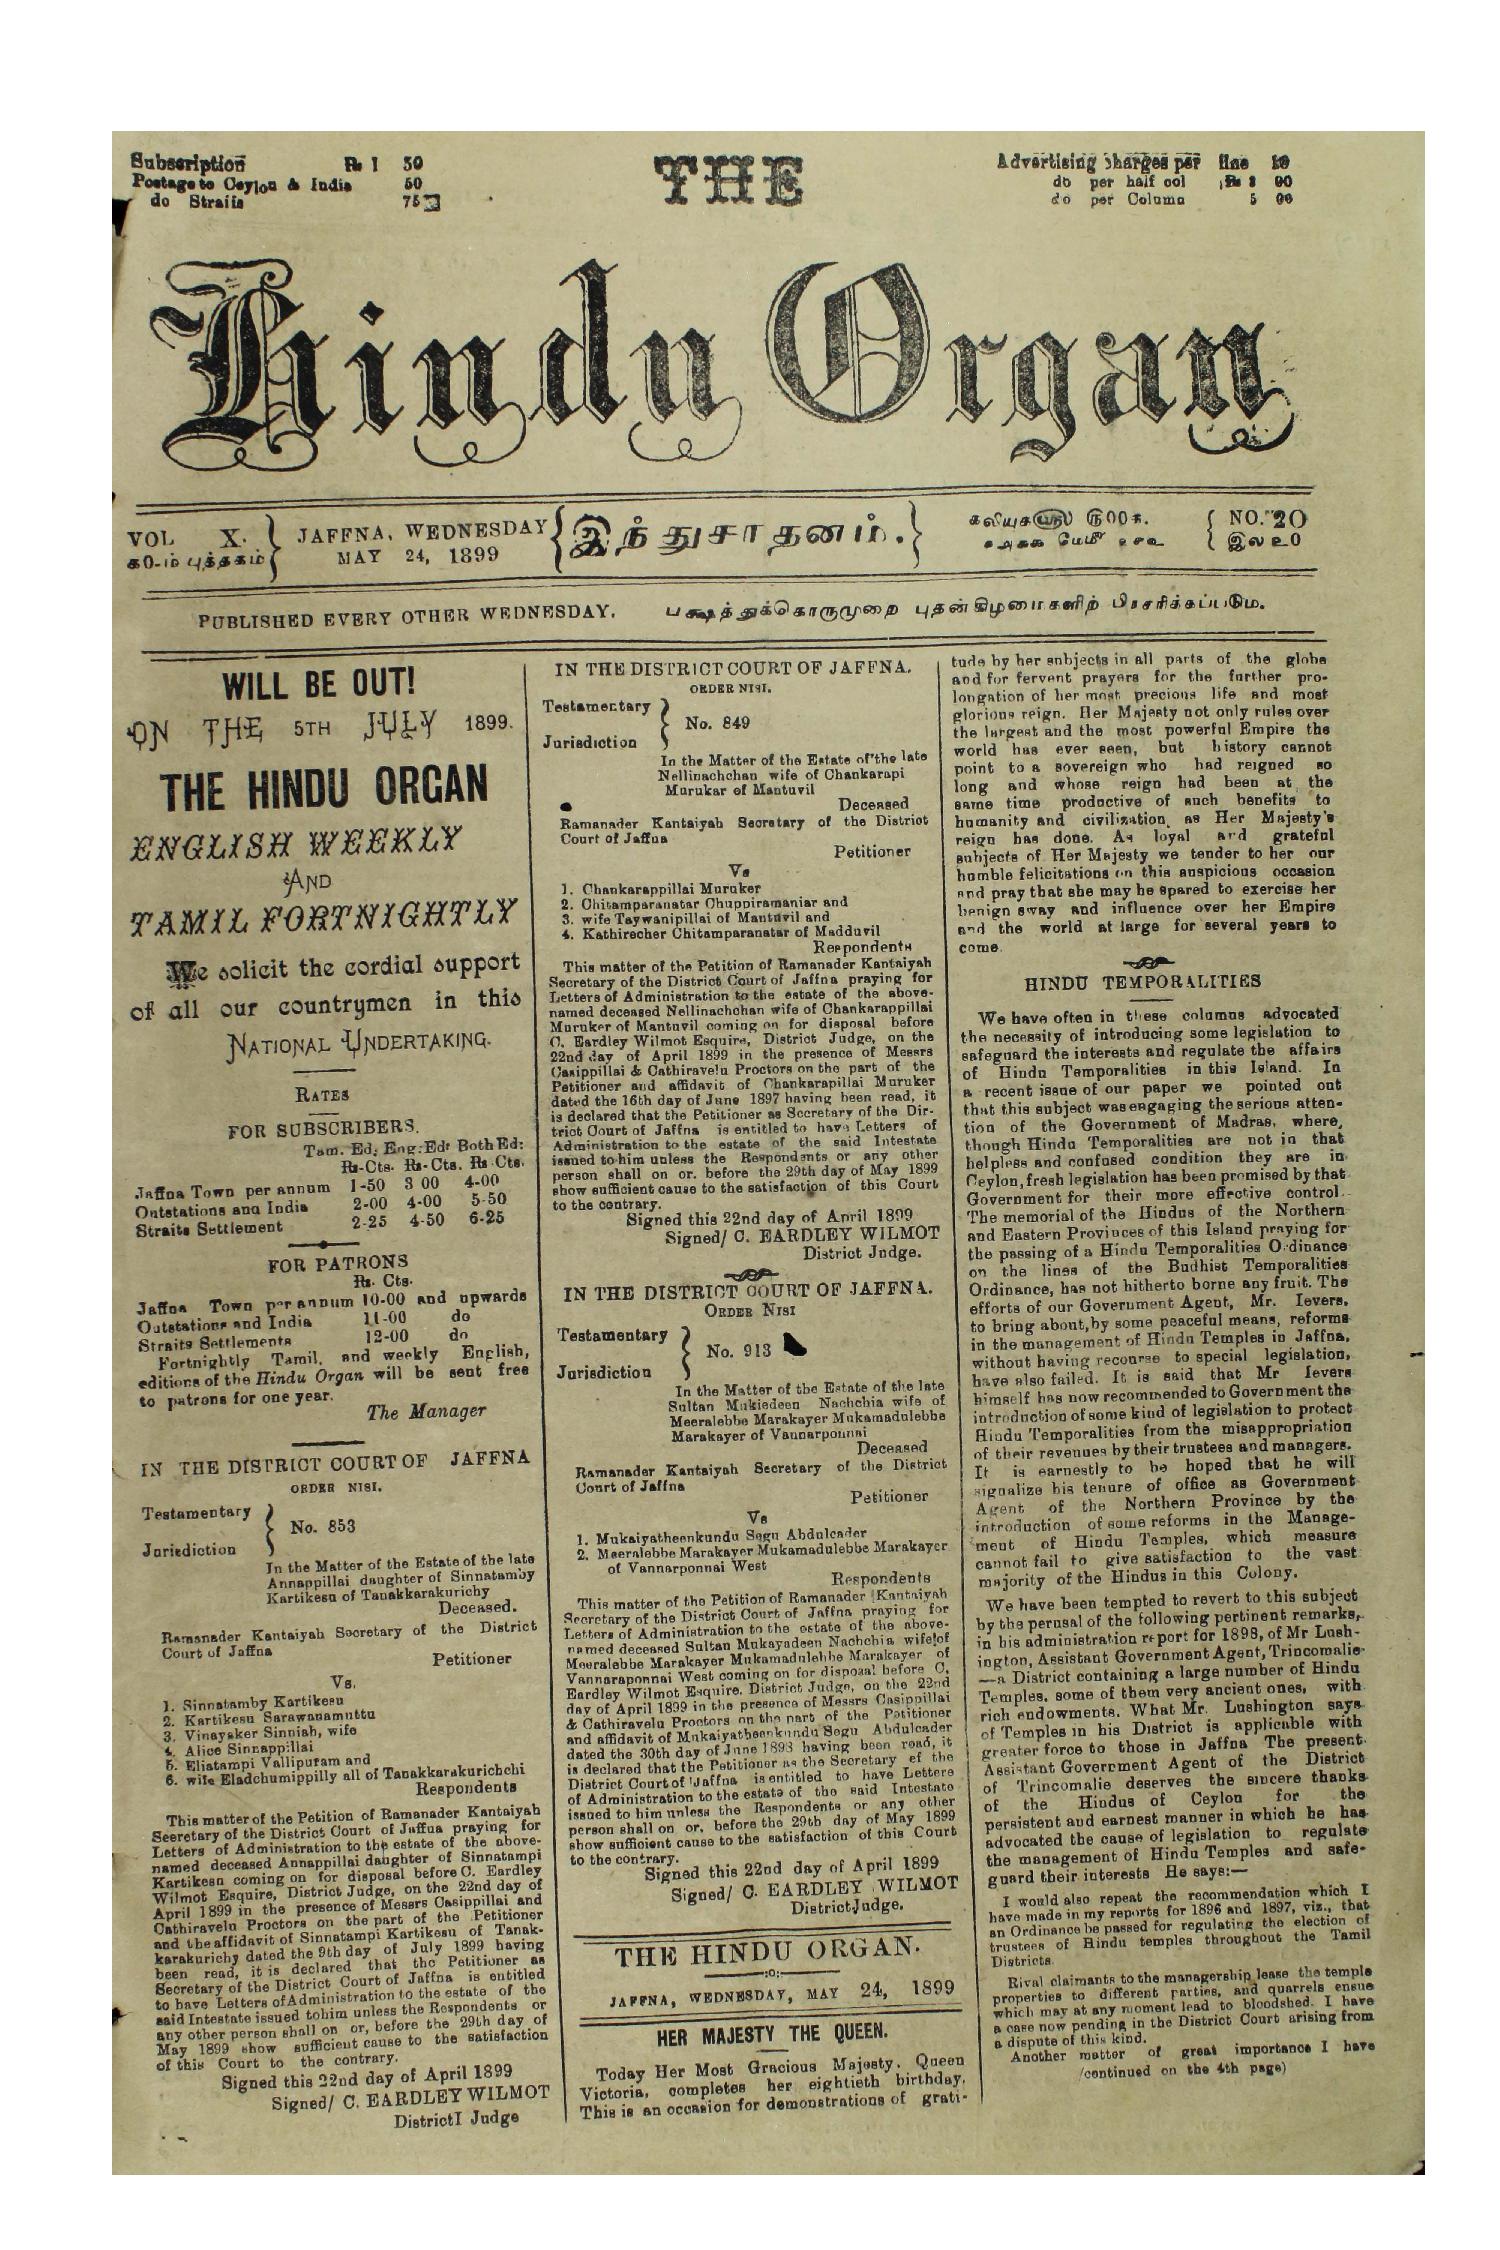 Subscription Rs 1 50
Postage to Ceylon & India 50
do Straits 75
THE
Advertising charges per line 10
do per half col Rs 3 00
do per Column 5 00
Hindu Organ
VOL X.
க0-ம் புத்தகம்
JAFFNA, WEDNESDAY
MAY 24, 1899
இந்துசாதனம்.
NO. 20
இல உ0
PUBLISHED EVERY OTHER WEDNESDAY. பக்ஷத்துக்கொருமுறை புதன்கிழமைகளிற் பிரசரிக்கப்படும.
WILL BE OUT!
ON THE 5TH JULY 1899.
THE HINDU ORGAN
ENGLISH WEEKLY
AND
TAMIL FORTNIGHTLY
We solicit the cordial support
of all our countrymen in this
NATIONAL UNDERTAKING.
RATES
FOR SUBSCRIBERS.
Tam. Ed: Eng: Ed: Both Ed:
Rs-Cts. Rs-Cts. Rs Cts.
Jaffna Town per annum 1-50 3 00 4-00
Outstations and India 2-00 4-00 5-50
Straits Settlement 2-25 4-50 6-25
FOR PATRONS
Rs. Cts.
Jaffna Town per annum 10-00 and upwards
Outstations and India 11-00 do
Straits Settlements 12-00 do
Fortnightly Tamil, and weekly English,
editions of the Hindu Organ will be sent free
to patrons for one year.
The Manager
IN THE DISTRICT COURT OF JAFFNA
ORDER NISI.
Testamentary
Jurisdiction
No. 853
In the Matter of the Estate of the late
Annappillai daughter of Sinnatamby
Kartikesu of Tanakkarakurichy
Deceased.
Ramanader Kantaiyah Secretary of the District
Court of Jaffna
Petitioner
Vs.
1. Sinnatamby Kartikesu
2. Kartikesu Sarawanamuttu
3. Vinayaker Sinniah, wife
4. Alice Sinnappillai
5. Eliatampi Vallipuram and
6. wife Eladchumippilly all of Tanakkarakurichchi
Respondents
This matter of the Petition of Ramanader Kantaiyah
Seeretary of the District Court of Jaffna praying for
Letters of Administration to the estate of the above-
named deceased Annappillai daughter of Sinnatampi
Kartikesu coming on for disposal before C. Eardley
Wilmot Esquire, District Judge, on the 22nd day of
April 1899 in the presence of Messrs Casippillai and
Cathiravelu Proctors on the part of the Petitioner
and the affidavit of Sinnatampi Kartikesu of Tanak-
karakurichy dated the 9th day of July 1899 having
been read, it is declared that the Petitioner as
Secretary of the District Court of Jaffna is entitled
to have Letters of Administration to the estate of the
said Intestate issued to him unless the Respondents or
any other person shall on or, before the 29th day of
May 1899 show sufficient cause to the satisfaction
of this Court to the contrary.
Signed this 22nd day of April 1899
Signed/ C. EARDLEY WILMOT
DistrictI Judge
IN THE DISTRICT COURT OF JAFFNA.
ORDER NISI.
Testamentary
Jurisdiction
No. 849
In the Matter of the Estate of the late
Nellinachchan wife of Chankarapi
Murukar of Mantuvil
Deceased
Ramanader Kantaiyah Secretary of the District
Court of Jaffna
Petitioner
Vs
1. Chankarappillai Muruker
2. Chitamparanatar Chuppiramaniar and
3. wife Taywanipillai of Mantuvil and
4. Kathirecher Chitamparanatar of Madduvil
Respondents
This matter of the Petition of Ramanader Kantaiyah
Secretary of the District Court of Jaffna praying for
Letters of Administration to the estate of the above-
named deceased Nellinachchan wife of Chankarappillai
Muruker of Mantuvil coming on for disposal before
C. Eardley Wilmot Esquire, District Judge, on the
22nd day of April 1899 in the presence of Messrs
Casippillai & Cathiravelu Proctors on the part of the
Petitioner and affidavit of Chankarapillai Muruker
dated the 16th day of June 1897 having been read, it
is declared that the Petitioner as Secretary of the Dir-
trict Court of Jaffna is entitled to have Letters of
Administration to the estate of the said Intestate
issued to him unless the Respondents or any other
person shall on or. before the 29th day of May 1899
show sufficient cause to the satisfaction of this Court
to the contrary.
Signed this 22nd day of April 1899
Signed/ C. EARDLEY WILMOT
District Judge.
IN THE DISTRICT COURT OF JAFFNA.
ORDER NISI
Testamentary
Jurisdiction
No. 913
In the Matter of the Estate of the late
Sultan Mukiedeen Nachchia wife of
Meeralebbe Marakayer Mukamadulebbe
Marakayer of Vannarponnai
Deceased
Ramanader Kantaiyah Secretary of the District
Court of Jaffna
Petitioner
Vs
1. Mukaiyatheenkundu Segu Abdulcader
2. Meeralebbe Marakayer Mukamadulebbe Marakayer
of Vannarponnai West
Respondents
This matter of the Petition of Ramanader Kantaiyah
Secretary of the District Court of Jaffna praying for
Letters of Administration to the estate of the above-
named deceased Sultan Mukayadeen Nachchia wife of
Meeralebbe Marakayer Mukamadulebbe Marakayer of
Vannaraponnai West coming on for disposal before C.
Eardley Wilmot Esquire, District Judge, on the 22nd
day of April 1899 in the presence of Messrs Casippillai
& Cathiravelu Proctors on the part of the Petitioner
and affidavit of Mukaiyatheenkundu Segu Abdulcader
dated the 30th day of June 1898 having been read, it
is declared that the Petitioner as the Secretary of the
District Court of Jaffna is entitled to have Letters
of Administration to the estate of the said Intestate
issued to him unless the Respondents or any other
person shall on or. before the 29th day of May 1899
show sufficient cause to the satisfaction of this Court
to the contrary.
Signed this 22nd day of April 1899
Signed/ C. EARDLEY WILMOT
DistrictJudge.
THE HINDU ORGAN.
:o:
JAFFNA, WEDNESDAY, MAY 24, 1899
HER MAJESTY THE QUEEN.
Today Her Most Gracious Majesty. Queen
Victoria, completes her eightieth birthday.
This is an occasion for demonstrations of grati-
tude by her snbjects in all parts of the globe
and for fervent prayers for the further pro-
longation of her most precious life and most
glorious reign. Her Majesty not only rules over
the largest and the most powerful Empire the
world has ever seen, but history cannot
point to a sovereign who had reigned so
long and whose reign had been at the
same time productive of such benefits to
humanity and civilization as Her Majesty's
reign has done. As loyal and grateful
subjects of Her Majesty we tender to her our
humble felicitations on this auspicious occasion
and pray that she may be spared to exercise her
benign sway and influence over her Empire
and the world at large for several years to
come.
HINDU TEMPORALITIES
We have often in these columns advocated
the necessity of introducing some legislation to
safeguard the interests and regulate the affairs
of Hindu Temporalities in this Island. In
a recent issue of our paper we pointed out
that this subject was engaging the serious atten-
tion of the Government of Madras, where,
though Hindu Temporalities are not in that
helpless and confused condition they are in
Ceylon, fresh legislation has been promised by that
Government for their more effective control.
The memorial of the Hindus of the Northern
and Eastern Provinces of this Island praying for
the passing of a Hindu Temporalities Ordinance
on the lines of the Budhist Temporalities
Ordinance, has not hitherto borne any fruit. The
efforts of our Government Agent, Mr. Ievers,
to bring about, by some peaceful means, reforms
in the management of Hindu Temples in Jaffna,
without having recourse to special legislation,
have also failed. It is said that Mr Ievers
himself has now recommended to Government the
introduction of some kind of legislation to protect
Hindu Temporalities from the misappropriation
of their revenues by their trustees and managers.
It is earnestly to be hoped that he will
signalize his tenure of office as Government
Agent of the Northern Province by the
introduction of some reforms in the Manage-
ment of Hindu Temples, which measure
cannot fail to give satisfaction to the vast
majority of the Hindus in this Colony.
We have been tempted to revert to this subject
by the perusal of the following pertinent remarks,
in his administration report for 1898, of Mr Lush-
ington, Assistant Government Agent, Trincomalie
—a District containing a large number of Hindu
Temples. some of them very ancient ones, with
rich endowments. What Mr. Lushington says
of Temples in his District is applicable with
greater force to those in Jaffna The present
Assistant Government Agent of the District
of Trincomalie deserves the sincere thanks
of the Hindus of Ceylon for the
persistent and earnest manner in which he has
advocated the cause of legislation to regulate
the management of Hindu Temples and safe-
guard their interests He says:—
I would also repeat the recommendation which I
have made in my reports for 1896 and 1897, viz., that
an Ordinance be passed for regulating the election of
trustees of Hindu temples throughout the Tamil
Districts.
Rival claimants to the managership lease the temple
properties to different parties, and quarrels ensue
which may at any moment lead to bloodshed. I have
a case now pending in the District Court arising from
a dispute of this kind.
Another matter of great importance I have
(continued on the 4th page)